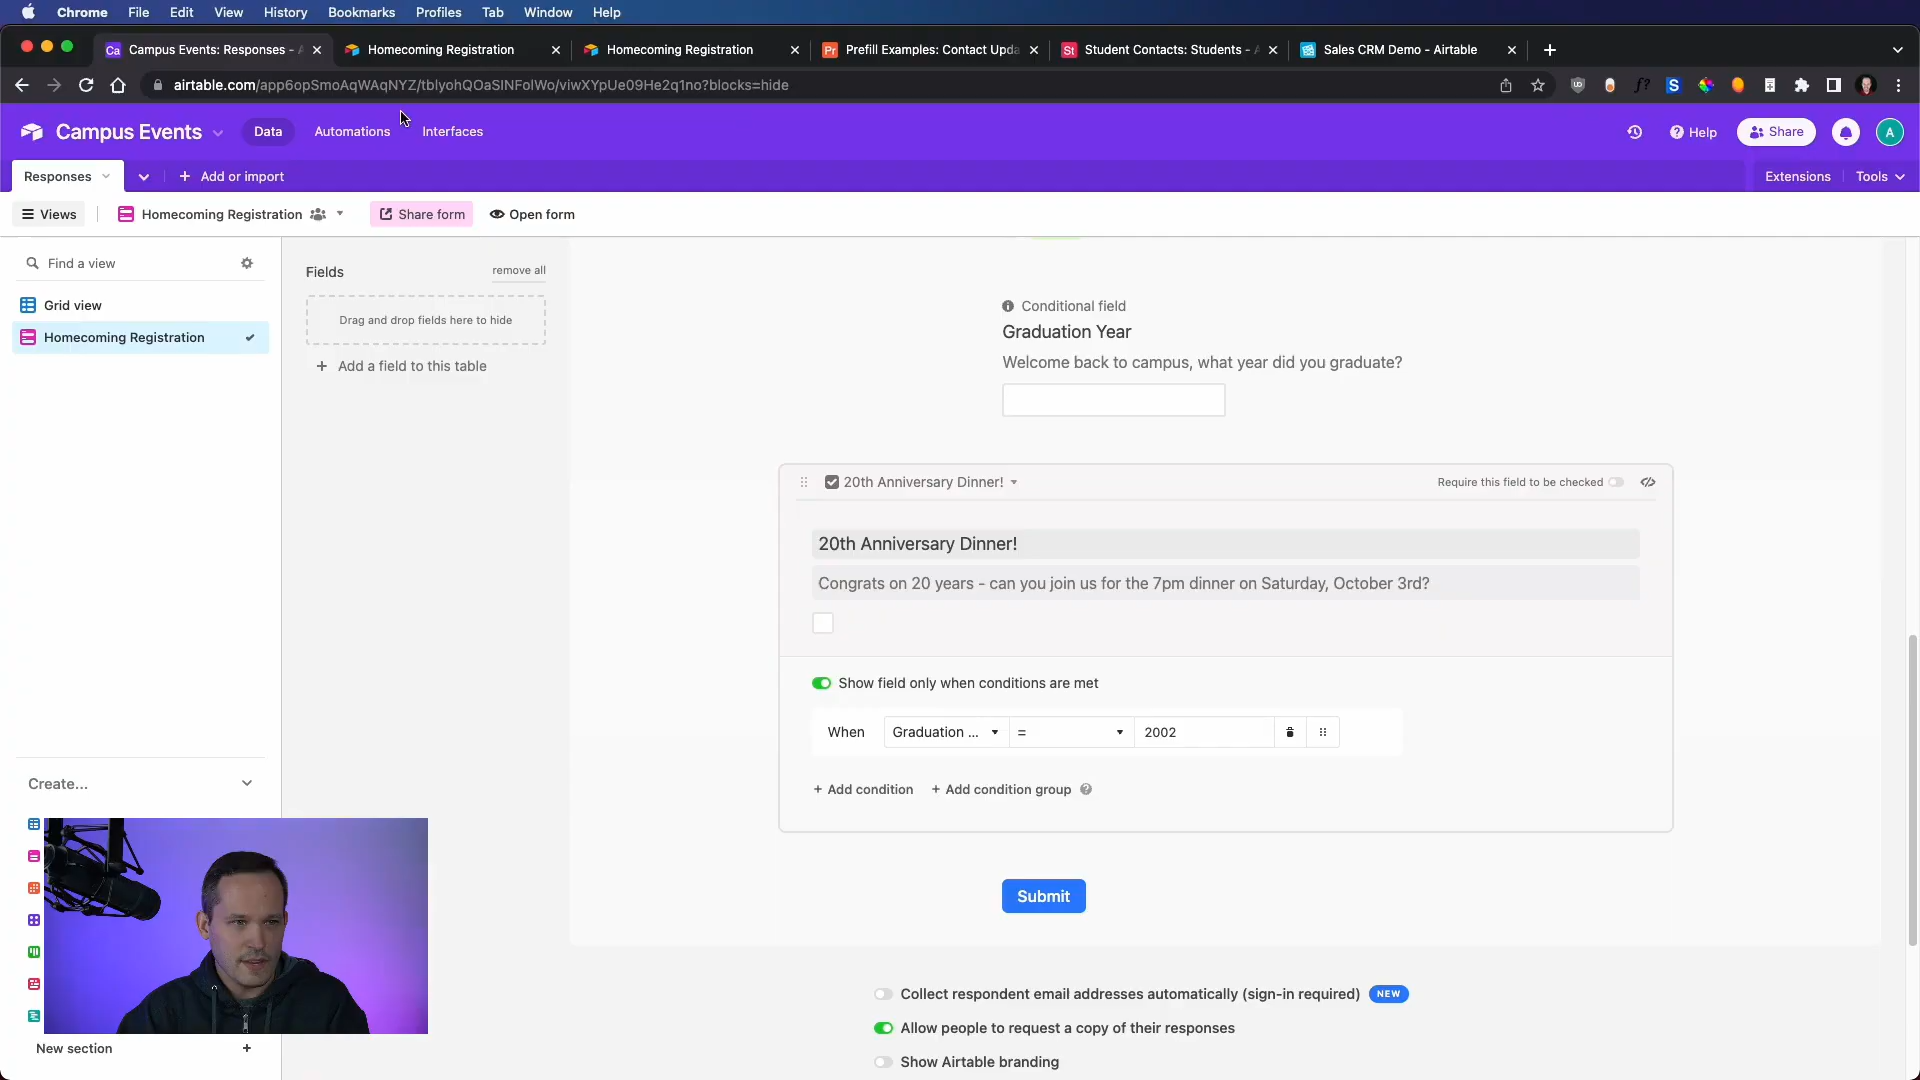 Chrome File Edit View History Bookmarks Profiles Tab Window Help
Ca Campus Events: Responses - A
Homecoming Registration
Homecoming Registration
Pr Prefill Examples: Contact Upda
St Student Contacts: Students - A
Sales CRM Demo - Airtable
airtable.com/app6opSmoAqWAqNYZ/tblyohQOaSINFolWo/viwXYpUe09He2q1no?blocks=hide
Campus Events Data Automations Interfaces Help Share A
Responses Add or import Extensions Tools
Views Homecoming Registration Share form Open form
Find a view
Grid view
Homecoming Registration
Create...
New section
Fields remove all
Drag and drop fields here to hide
Add a field to this table
Conditional field
Graduation Year
Welcome back to campus, what year did you graduate?
20th Anniversary Dinner! Require this field to be checked
20th Anniversary Dinner!
Congrats on 20 years - can you join us for the 7pm dinner on Saturday, October 3rd?
Show field only when conditions are met
When Graduation ... = 2002
+ Add condition + Add condition group
Submit
Collect respondent email addresses automatically (sign-in required) NEW
Allow people to request a copy of their responses
Show Airtable branding